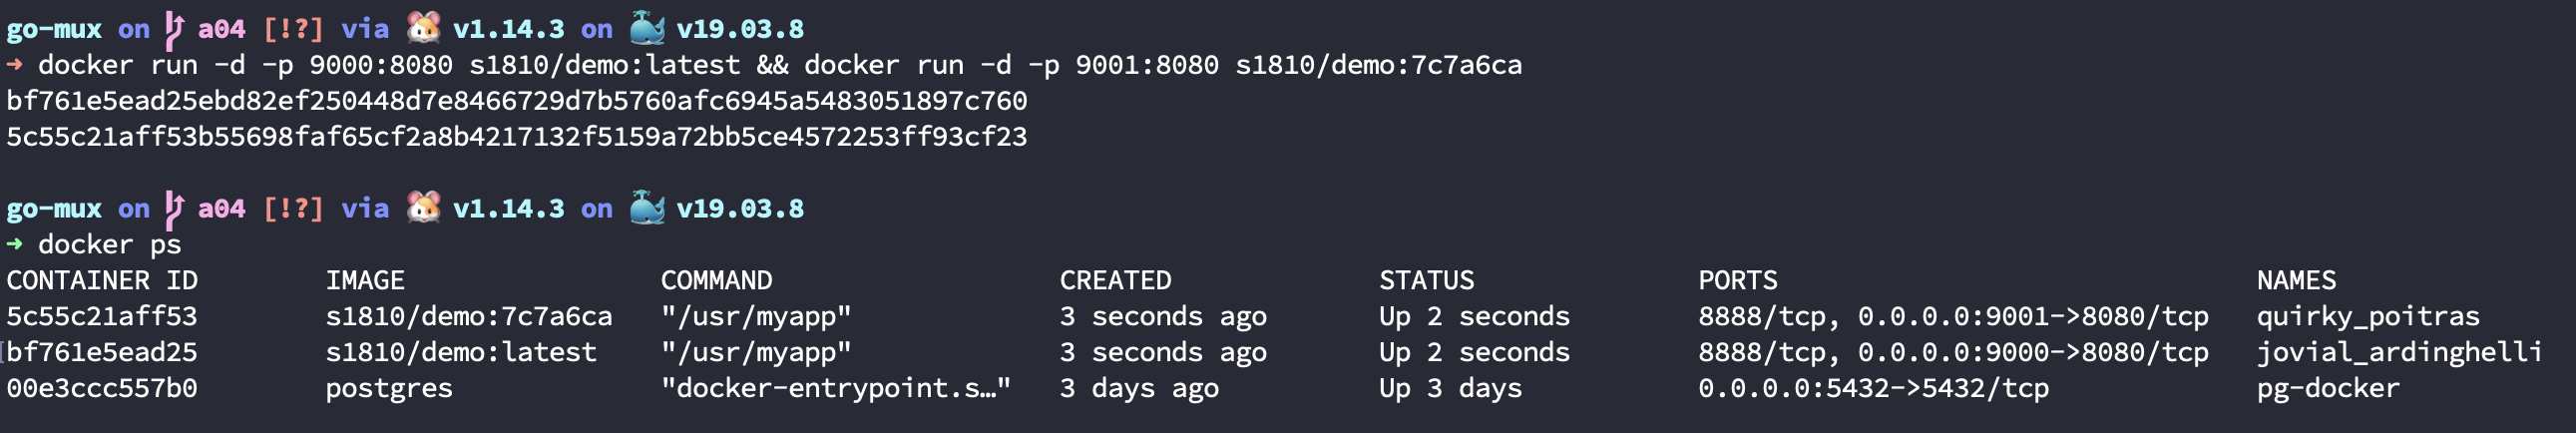 go-mux on a04 [!?] via 🐹 v1.14.3 on 🐳 v19.03.8
→ docker run -d -p 9000:8080 s1810/demo:latest && docker run -d -p 9001:8080 s1810/demo:7c7a6ca
bf761e5ead25ebd82ef250448d7e8466729d7b5760afc6945a5483051897c760
5c55c21aff53b55698faf65cf2a8b4217132f5159a72bb5ce4572253ff93cf23
go-mux on a04 [!?] via 🐹 v1.14.3 on 🐳 v19.03.8
→ docker ps
CONTAINER ID IMAGE COMMAND CREATED STATUS PORTS NAMES
5c55c21aff53 s1810/demo:7c7a6ca "/usr/myapp" 3 seconds ago Up 2 seconds 8888/tcp, 0.0.0.0:9001->8080/tcp quirky_poitras
bf761e5ead25 s1810/demo:latest "/usr/myapp" 3 seconds ago Up 2 seconds 8888/tcp, 0.0.0.0:9000->8080/tcp jovial_ardinghelli
00e3ccc557b0 postgres "docker-entrypoint.s…" 3 days ago Up 3 days 0.0.0.0:5432->5432/tcp pg-docker